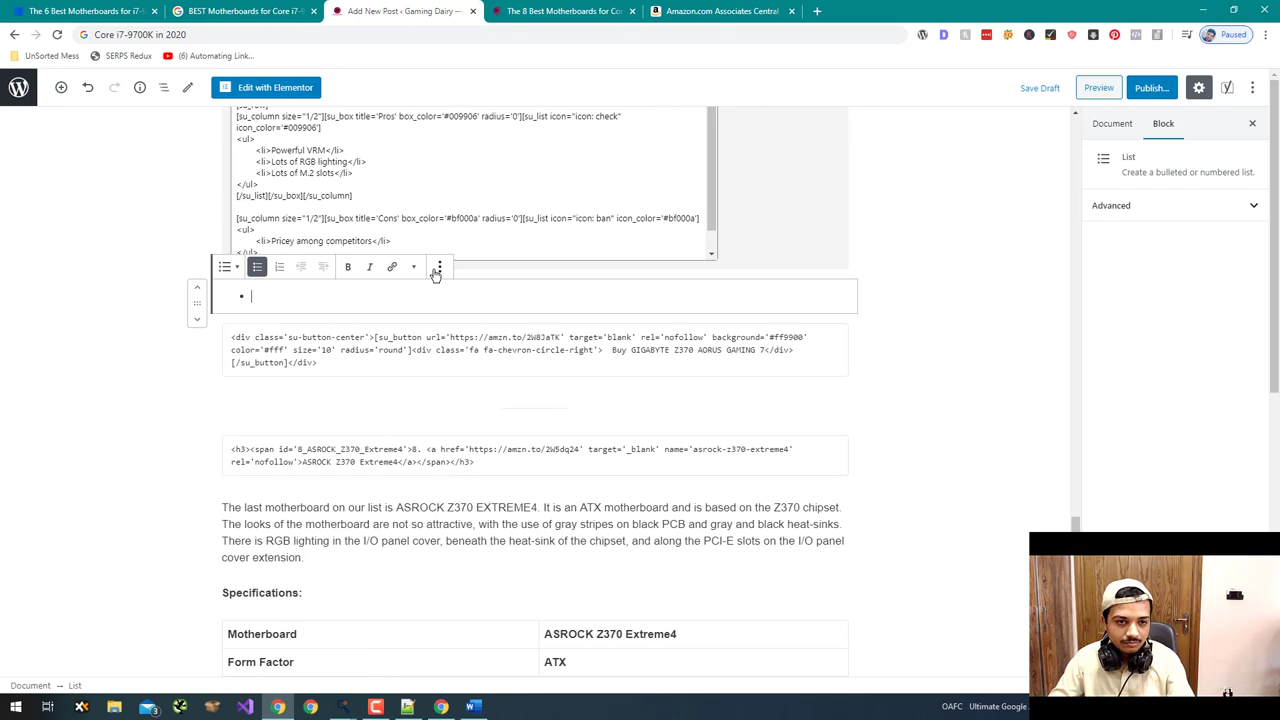 The 6 Best Motherboards for i7-9
BEST Motherboards for Core i7-
Add New Post ‹ Gaming Dairy —
The 8 Best Motherboards for Co
Amazon.com Associates Central
Core i7-9700K in 2020
Paused
UnSorted Mess
SERPS Redux
(6) Automating Link...
Edit with Elementor
Save Draft
Preview
Publish...
[su_column size="1/2"][su_box title='Pros' box_color='#009906' radius='0'][su_list icon="icon: check"
icon_color='#009906']
<ul>
<li>Powerful VRM</li>
<li>Lots of RGB lighting</li>
<li>Lots of M.2 slots</li>
</ul>
[/su_list][/su_box][/su_column]
[su_column size="1/2"][su_box title='Cons' box_color='#bf000a' radius='0'][su_list icon="icon: ban" icon_color='#bf000a']
<ul>
<li>Pricey among competitors</li>
</ul>
B I
<div class='su-button-center'>[su_button url='https://amzn.to/2W8JaTK' target='blank' rel='nofollow' background='#ff9900'
color='#fff' size='10' radius='round']<div class='fa fa-chevron-circle-right'>  Buy GIGABYTE Z370 AORUS GAMING 7</div>
[/su_button]</div>
<h3><span id='8_ASROCK_Z370_Extreme4'>8. <a href='https://amzn.to/2W5dq24' target='_blank' name='asrock-z370-extreme4'
rel='nofollow'>ASROCK Z370 Extreme4</a></span></h3>
The last motherboard on our list is ASROCK Z370 EXTREME4. It is an ATX motherboard and is based on the Z370 chipset.
The looks of the motherboard are not so attractive, with the use of gray stripes on black PCB and gray and black heat-sinks.
There is RGB lighting in the I/O panel cover, beneath the heat-sink of the chipset, and along the PCI-E slots on the I/O panel
cover extension.
Specifications:
Motherboard ASROCK Z370 Extreme4
Form Factor ATX
Document Block
List
Create a bulleted or numbered list.
Advanced
Document → List
OAFC Ultimate Google